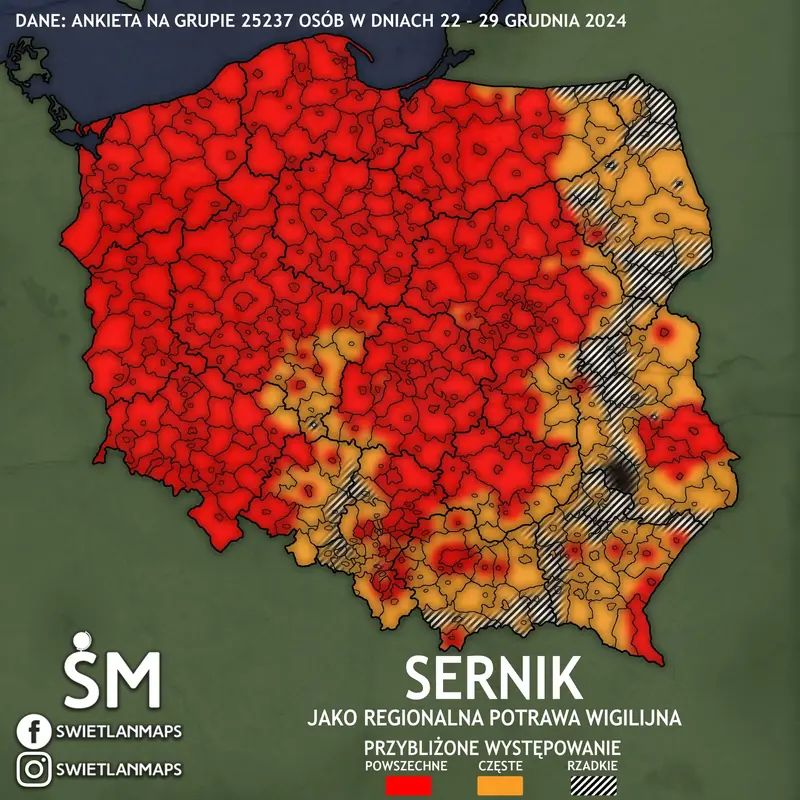 DANE: ANKIETA NA GRUPIE 25237 OSÓB W DNIACH 22 - 29 GRUDNIA 2024
ŚM
SWIETLANMAPS
SWIETLANMAPS
SERNIK
JAKO REGIONALNA POTRAWA WIGILIJNA
PRZYBLIŻONE WYSTĘPOWANIE
POWSZECHNE CZĘSTE RZADKIE